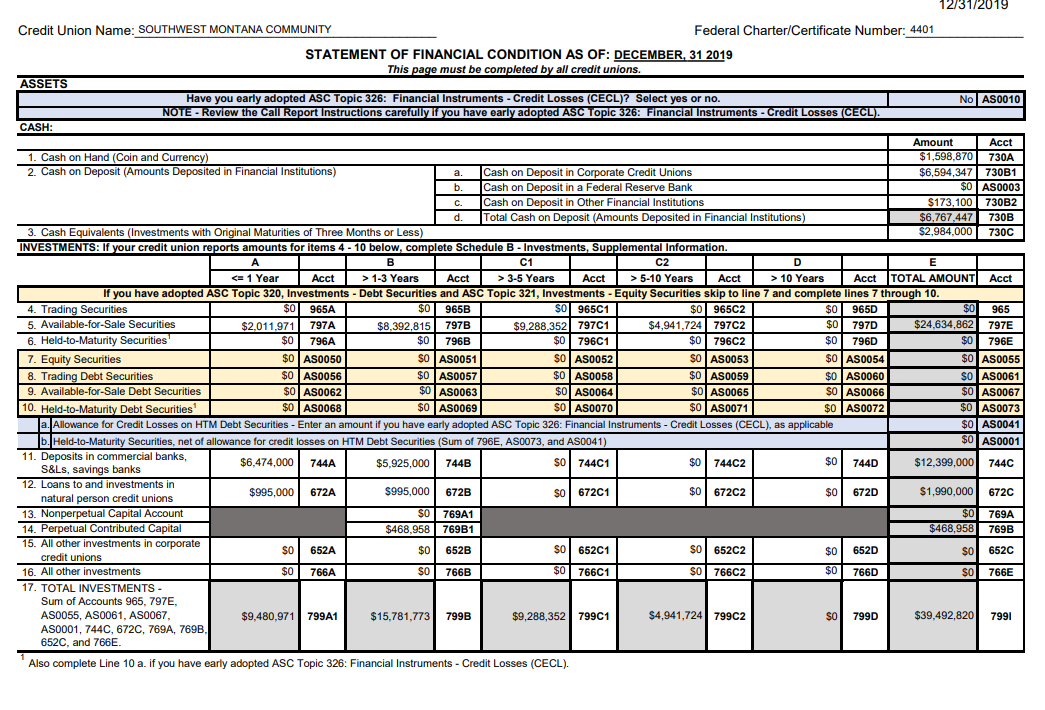 12/31/2019
Credit Union Name: SOUTHWEST MONTANA COMMUNITY Federal Charter/Certificate Number: 4401
STATEMENT OF FINANCIAL CONDITION AS OF: DECEMBER, 31 2019
This page must be completed by all credit unions.
ASSETS
Have you early adopted ASC Topic 326: Financial Instruments - Credit Losses (CECL)? Select yes or no. No AS0010
NOTE - Review the Call Report Instructions carefully if you have early adopted ASC Topic 326: Financial Instruments - Credit Losses (CECL).
CASH:
Amount Acct
1. Cash on Hand (Coin and Currency) $1,598,870 730A
2. Cash on Deposit (Amounts Deposited in Financial Institutions) a. Cash on Deposit in Corporate Credit Unions $6,594,347 730B1
b. Cash on Deposit in a Federal Reserve Bank $0 AS0003
c. Cash on Deposit in Other Financial Institutions $173,100 730B2
d. Total Cash on Deposit (Amounts Deposited in Financial Institutions) $6,767,447 730B
3. Cash Equivalents (Investments with Original Maturities of Three Months or Less) $2,984,000 730C
INVESTMENTS: If your credit union reports amounts for items 4 - 10 below, complete Schedule B - Investments, Supplemental Information.
A B C1 C2 D E
<= 1 Year Acct > 1-3 Years Acct > 3-5 Years Acct > 5-10 Years Acct > 10 Years Acct TOTAL AMOUNT Acct
If you have adopted ASC Topic 320, Investments - Debt Securities and ASC Topic 321, Investments - Equity Securities skip to line 7 and complete lines 7 through 10.
4. Trading Securities $0 965A $0 965B $0 965C1 $0 965C2 $0 965D $0 965
5. Available-for-Sale Securities $2,011,971 797A $8,392,815 797B $9,288,352 797C1 $4,941,724 797C2 $0 797D $24,634,862 797E
6. Held-to-Maturity Securities1 $0 796A $0 796B $0 796C1 $0 796C2 $0 796D $0 796E
7. Equity Securities $0 AS0050 $0 AS0051 $0 AS0052 $0 AS0053 $0 AS0054 $0 AS0055
8. Trading Debt Securities $0 AS0056 $0 AS0057 $0 AS0058 $0 AS0059 $0 AS0060 $0 AS0061
9. Available-for-Sale Debt Securities $0 AS0062 $0 AS0063 $0 AS0064 $0 AS0065 $0 AS0066 $0 AS0067
10. Held-to-Maturity Debt Securities1 $0 AS0068 $0 AS0069 $0 AS0070 $0 AS0071 $0 AS0072 $0 AS0073
a. Allowance for Credit Losses on HTM Debt Securities - Enter an amount if you have early adopted ASC Topic 326: Financial Instruments - Credit Losses (CECL), as applicable $0 AS0041
b. Held-to-Maturity Securities, net of allowance for credit losses on HTM Debt Securities (Sum of 796E, AS0073, and AS0041) $0 AS0001
11. Deposits in commercial banks,
S&Ls, savings banks $6,474,000 744A $5,925,000 744B $0 744C1 $0 744C2 $0 744D $12,399,000 744C
12. Loans to and investments in
natural person credit unions $995,000 672A $995,000 672B $0 672C1 $0 672C2 $0 672D $1,990,000 672C
13. Nonperpetual Capital Account $0 769A1 $0 769A
14. Perpetual Contributed Capital $468,958 769B1 $468,958 769B
15. All other investments in corporate
credit unions $0 652A $0 652B $0 652C1 $0 652C2 $0 652D $0 652C
16. All other investments $0 766A $0 766B $0 766C1 $0 766C2 $0 766D $0 766E
17. TOTAL INVESTMENTS -
Sum of Accounts 965, 797E,
AS0055, AS0061, AS0067,
AS0001, 744C, 672C, 769A, 769B,
652C, and 766E. $9,480,971 799A1 $15,781,773 799B $9,288,352 799C1 $4,941,724 799C2 $0 799D $39,492,820 799I
1 Also complete Line 10 a. if you have early adopted ASC Topic 326: Financial Instruments - Credit Losses (CECL).